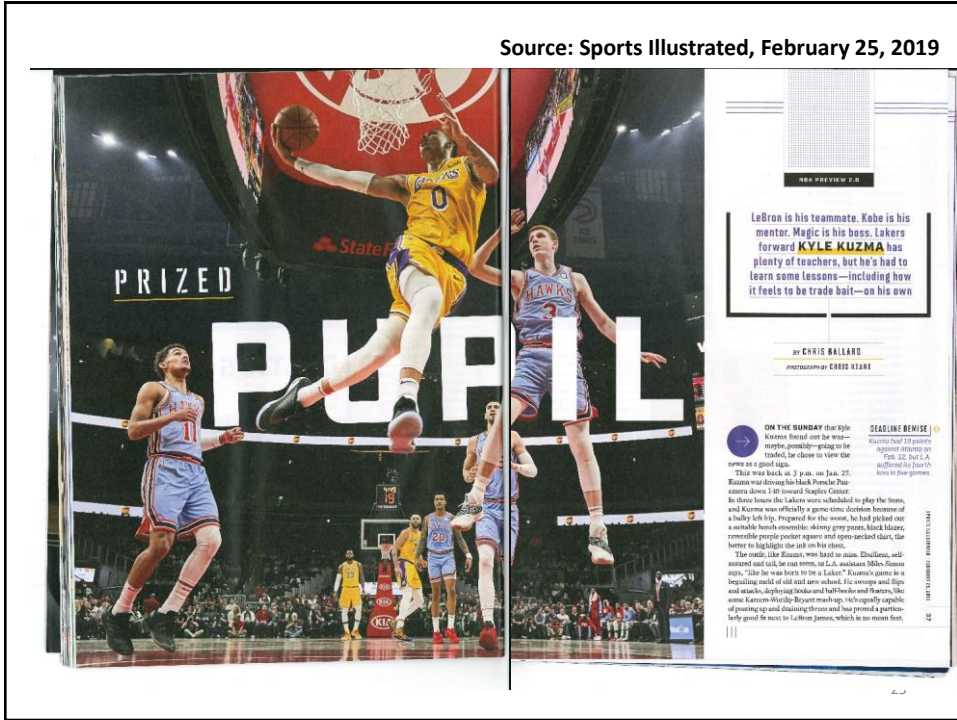 Source: Sports Illustrated, February 25, 2019
PRIZED
PUPIL
State
HAWKS
11
0
HAWKS
3
20
23
19
KIA
KIA
NBA PREVIEW 2.0
LeBron is his teammate. Kobe is his
mentor. Magic is his boss. Lakers
forward KYLE KUZMA has
plenty of teachers, but he's had to
learn some lessons—including how
it feels to be trade bait—on his own
BY CHRIS BALLARD
PHOTOGRAPH BY CHRIS KEANE
ON THE SUNDAY that Kyle
Kuzma found out he was—
maybe, possibly—going to be
traded, he chose to view the
news as a good sign.
This was back at 3 p.m. on Jan. 27.
Kuzma was driving his black Porsche Pan-
amera down I-10 toward Staples Center.
In three hours the Lakers were scheduled to play the Suns,
and Kuzma was officially a game-time decision because of
a balky left hip. Prepared for the worst, he had picked out
a suitable bench ensemble: skinny gray pants, black blazer,
reversible purple pocket square and open-necked shirt, the
better to highlight the ink on his chest.
The outfit, like Kuzma, was hard to miss. Ebullient, self-
assured and tall, he can seem, as L.A. assistant Miles Simon
says, "like he was born to be a Laker." Kuzma's game is a
beguiling meld of old and new school. He swoops and flips
and attacks, deploying hooks and half-hooks and floaters, like
some Kareem-Worthy-Bryant mash-up. He's equally capable
of posting up and draining threes and has proved a particu-
larly good fit next to LeBron James, which is no mean feat.
DEADLINE DEMISE
Kuzma had 19 points
against Atlanta on
Feb. 12, but L.A.
suffered its fourth
loss in five games.
SPORTS ILLUSTRATED
FEBRUARY 25, 2019
37